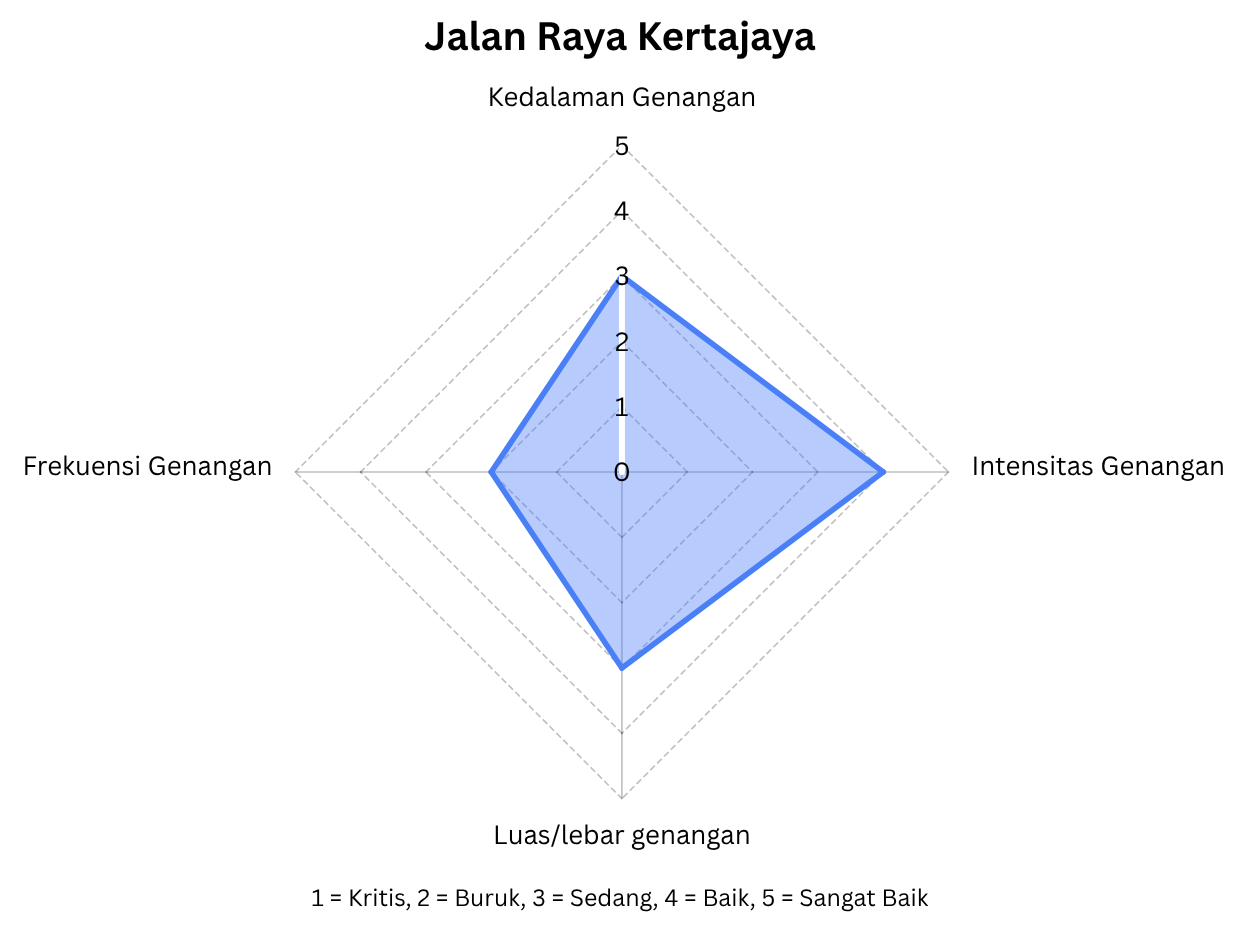 Jalan Raya Kertajaya
Kedalaman Genangan
5
4
3
2
1
0
Frekuensi Genangan
Intensitas Genangan
Luas/lebar genangan
1 = Kritis, 2 = Buruk, 3 = Sedang, 4 = Baik, 5 = Sangat Baik